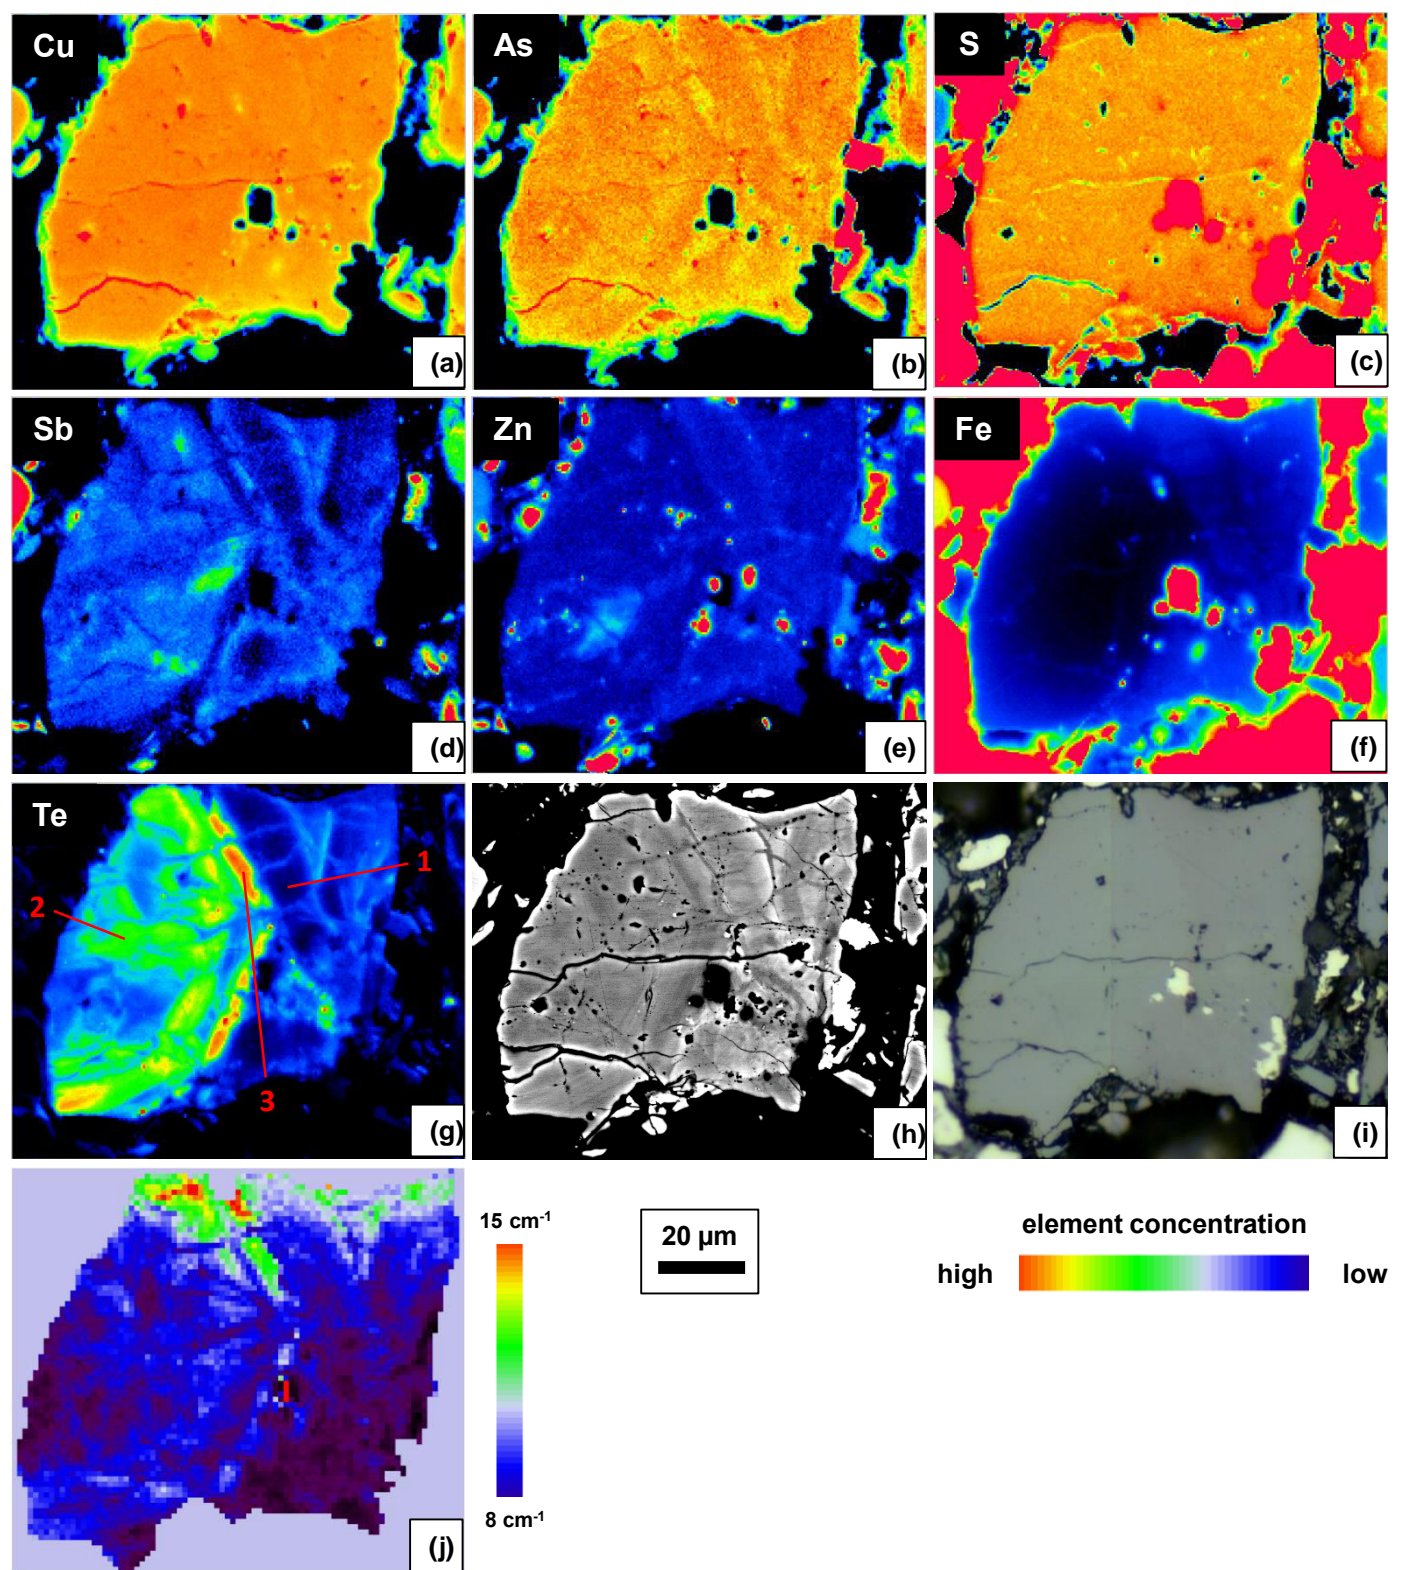 Cu
As
S
(a)
(b)
(c)
Sb
Zn
Fe
(d)
(e)
(f)
Te
1
2
3
(g)
(h)
(i)
15 cm-1
20 µm
element concentration
high
low
8 cm-1
(j)